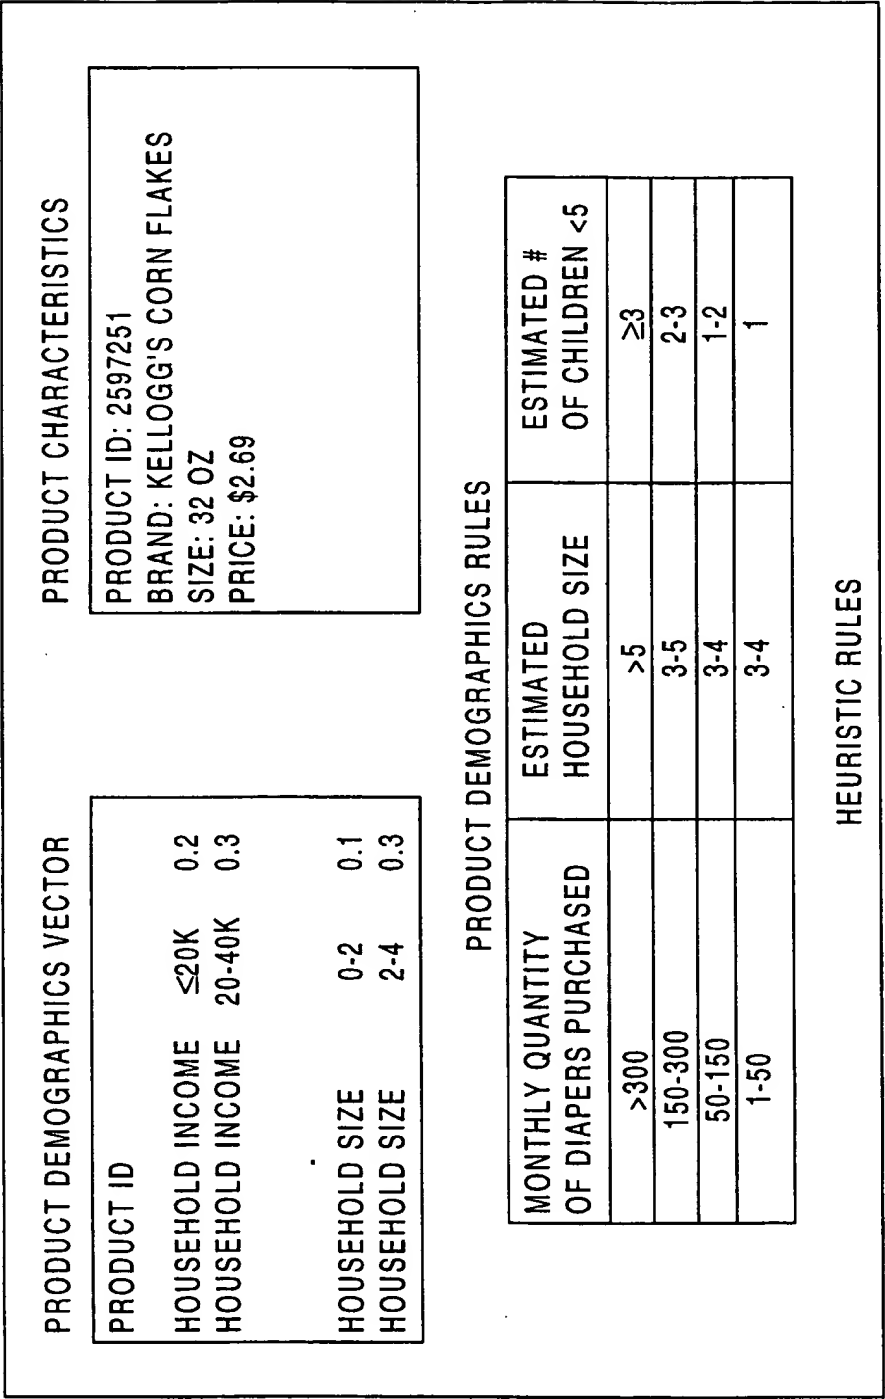 PRODUCT DEMOGRAPHICS VECTOR
PRODUCT ID
HOUSEHOLD INCOME ≤20K 0.2
HOUSEHOLD INCOME 20-40K 0.3
HOUSEHOLD SIZE 0-2 0.1
HOUSEHOLD SIZE 2-4 0.3
PRODUCT CHARACTERISTICS
PRODUCT ID: 2597251
BRAND: KELLOGG'S CORN FLAKES
SIZE: 32 OZ
PRICE: $2.69
PRODUCT DEMOGRAPHICS RULES
MONTHLY QUANTITY
OF DIAPERS PURCHASED
ESTIMATED
HOUSEHOLD SIZE
ESTIMATED #
OF CHILDREN <5
>300 >5 ≥3
150-300 3-5 2-3
50-150 3-4 1-2
1-50 3-4 1
HEURISTIC RULES